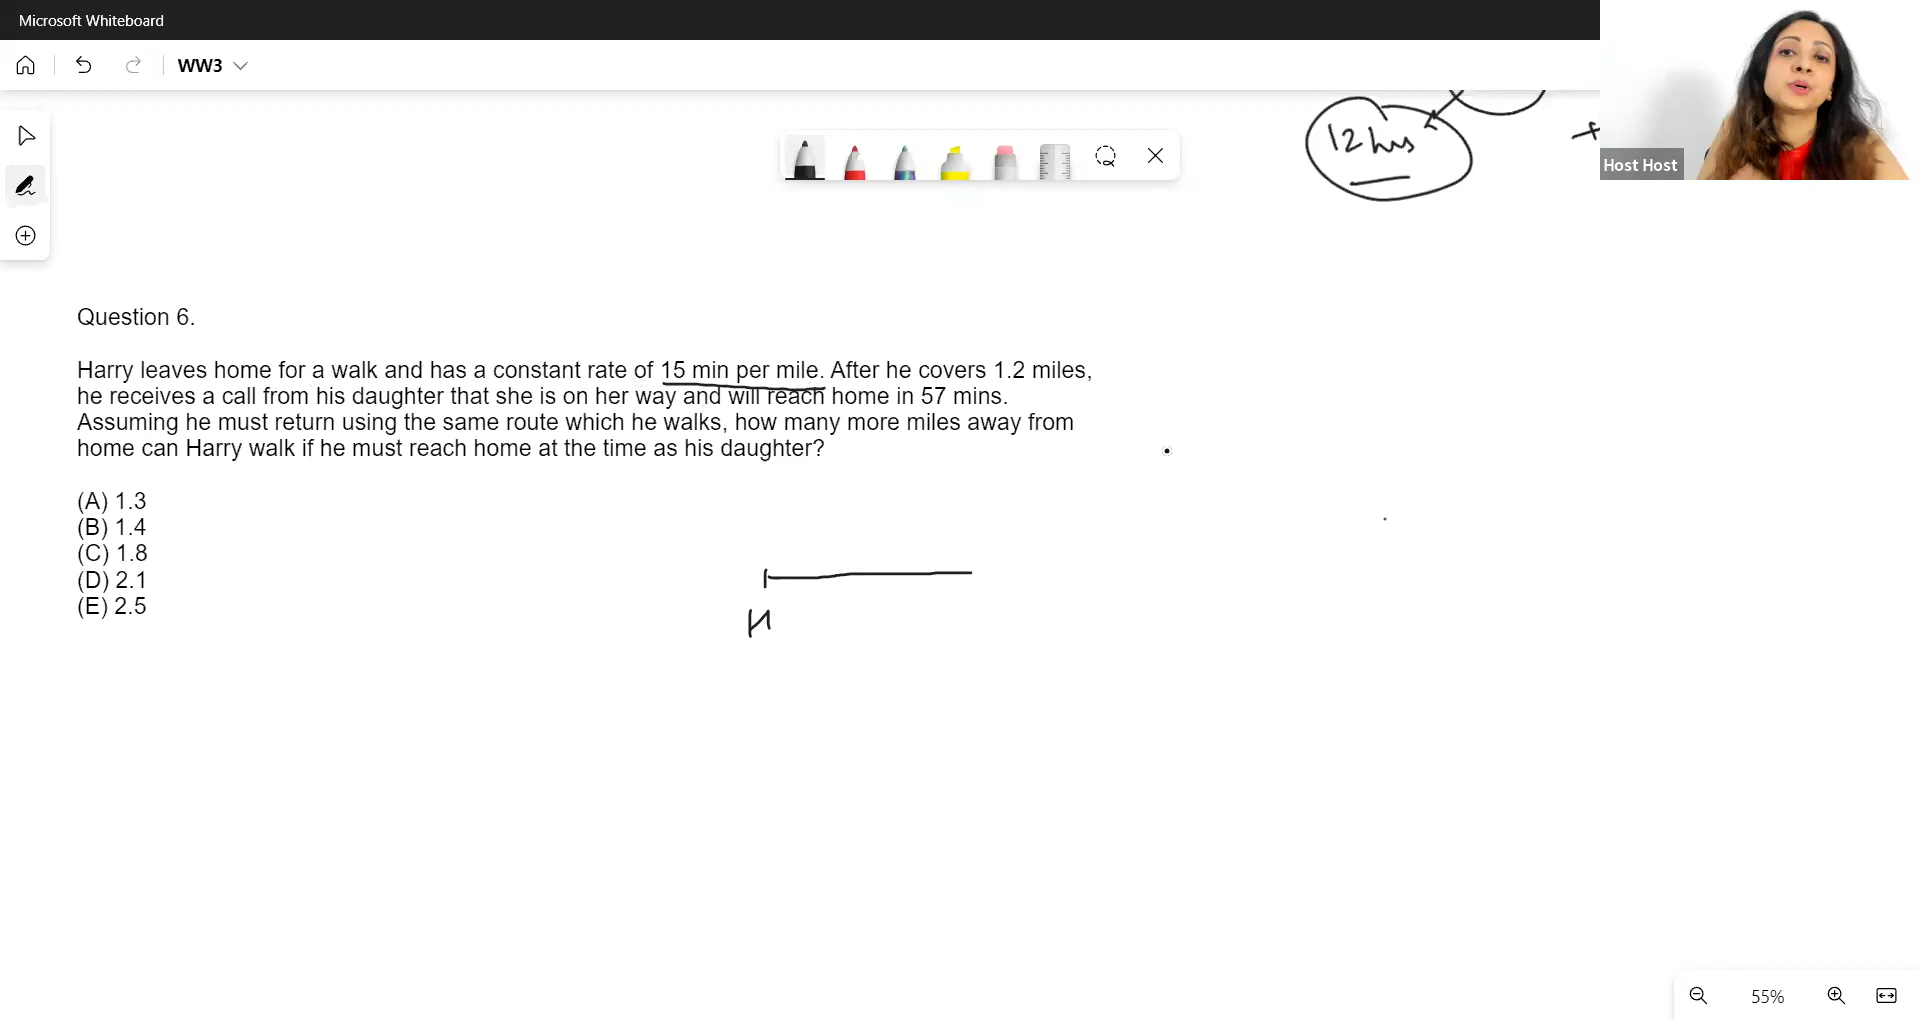 Microsoft Whiteboard
WW3
12 hrs
Host Host
Question 6.
Harry leaves home for a walk and has a constant rate of 15 min per mile. After he covers 1.2 miles,
he receives a call from his daughter that she is on her way and will reach home in 57 mins.
Assuming he must return using the same route which he walks, how many more miles away from
home can Harry walk if he must reach home at the time as his daughter?
(A) 1.3
(B) 1.4
(C) 1.8
(D) 2.1
(E) 2.5
H
55%